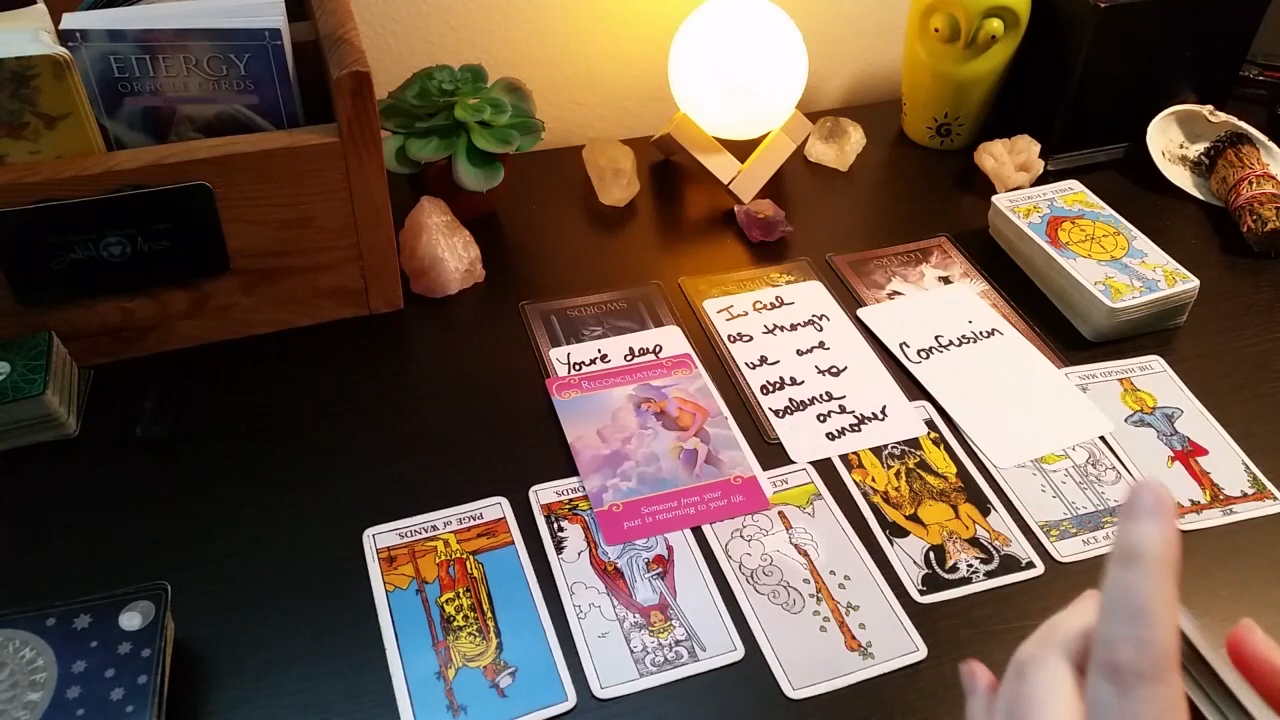 ENERGY
ORACLE CARDS
WHEEL of FORTUNE.
SWORDS
LOVERS
You're deep
RECONCILIATION
Someone from your
past is returning to your life.
I feel
as though
we are
able to
balance
one
another
Confusion
THE HANGED MAN.
XII
PAGE of WANDS.
ACE
ACE of
G